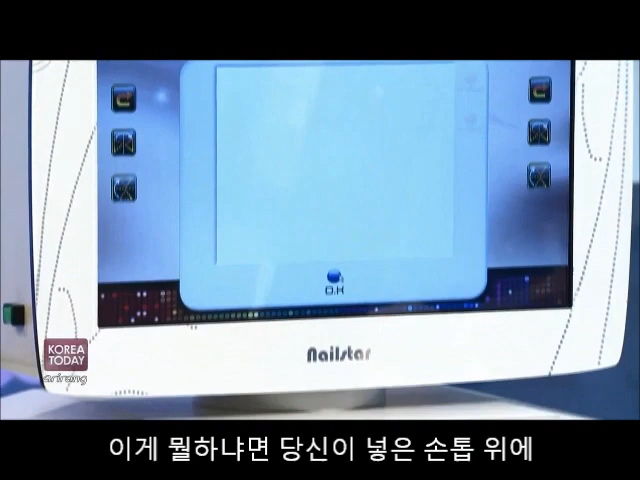 O.K
Nailstar
KOREA
TODAY
arirang
이게 뭘하냐면 당신이 넣은 손톱 위에